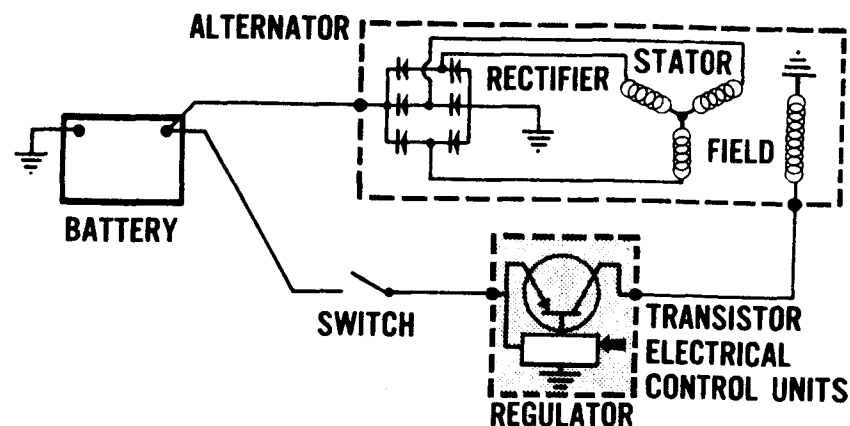 ALTERNATOR
STATOR
RECTIFIER
FIELD
BATTERY
SWITCH
TRANSISTOR
ELECTRICAL
CONTROL UNITS
REGULATOR